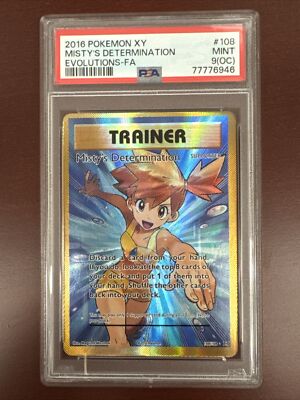 2016 POKEMON XY #108
MISTY'S DETERMINATION MINT
EVOLUTIONS-FA 9(OC)
PSA 77776946
TRAINER
Misty's Determination SUPPORTER
Discard a card from your hand.
If you do, look at the top 8 cards of
your deck and put 1 of them into
your hand. Shuffle the other cards
back into your deck.